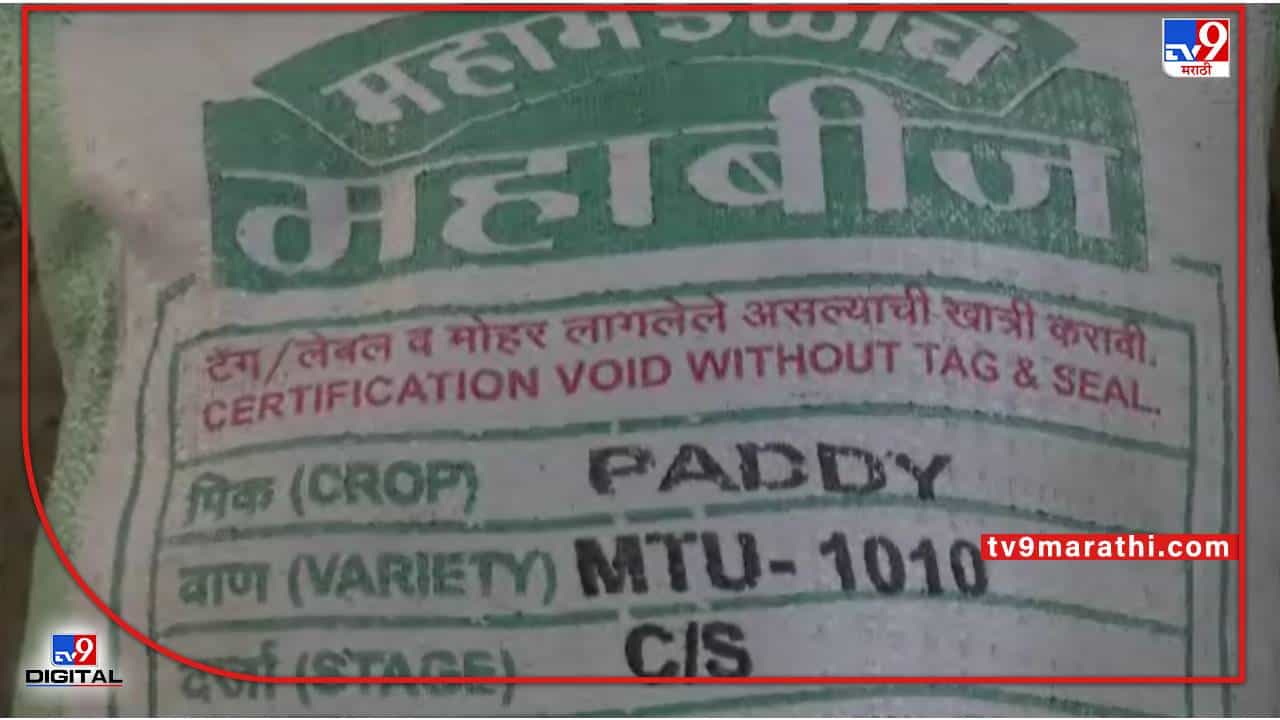 महामंडळाचं
TV9
मराठी
महाबीज
टॅग/लेबल व मोहर लागलेले असल्याची खात्री करावी.
CERTIFICATION VOID WITHOUT TAG & SEAL.
पिक (CROP) PADDY
वाण (VARIETY) MTU- 1010
tv9marathi.com
दर्जा (STAGE) C/S
TV9
DIGITAL